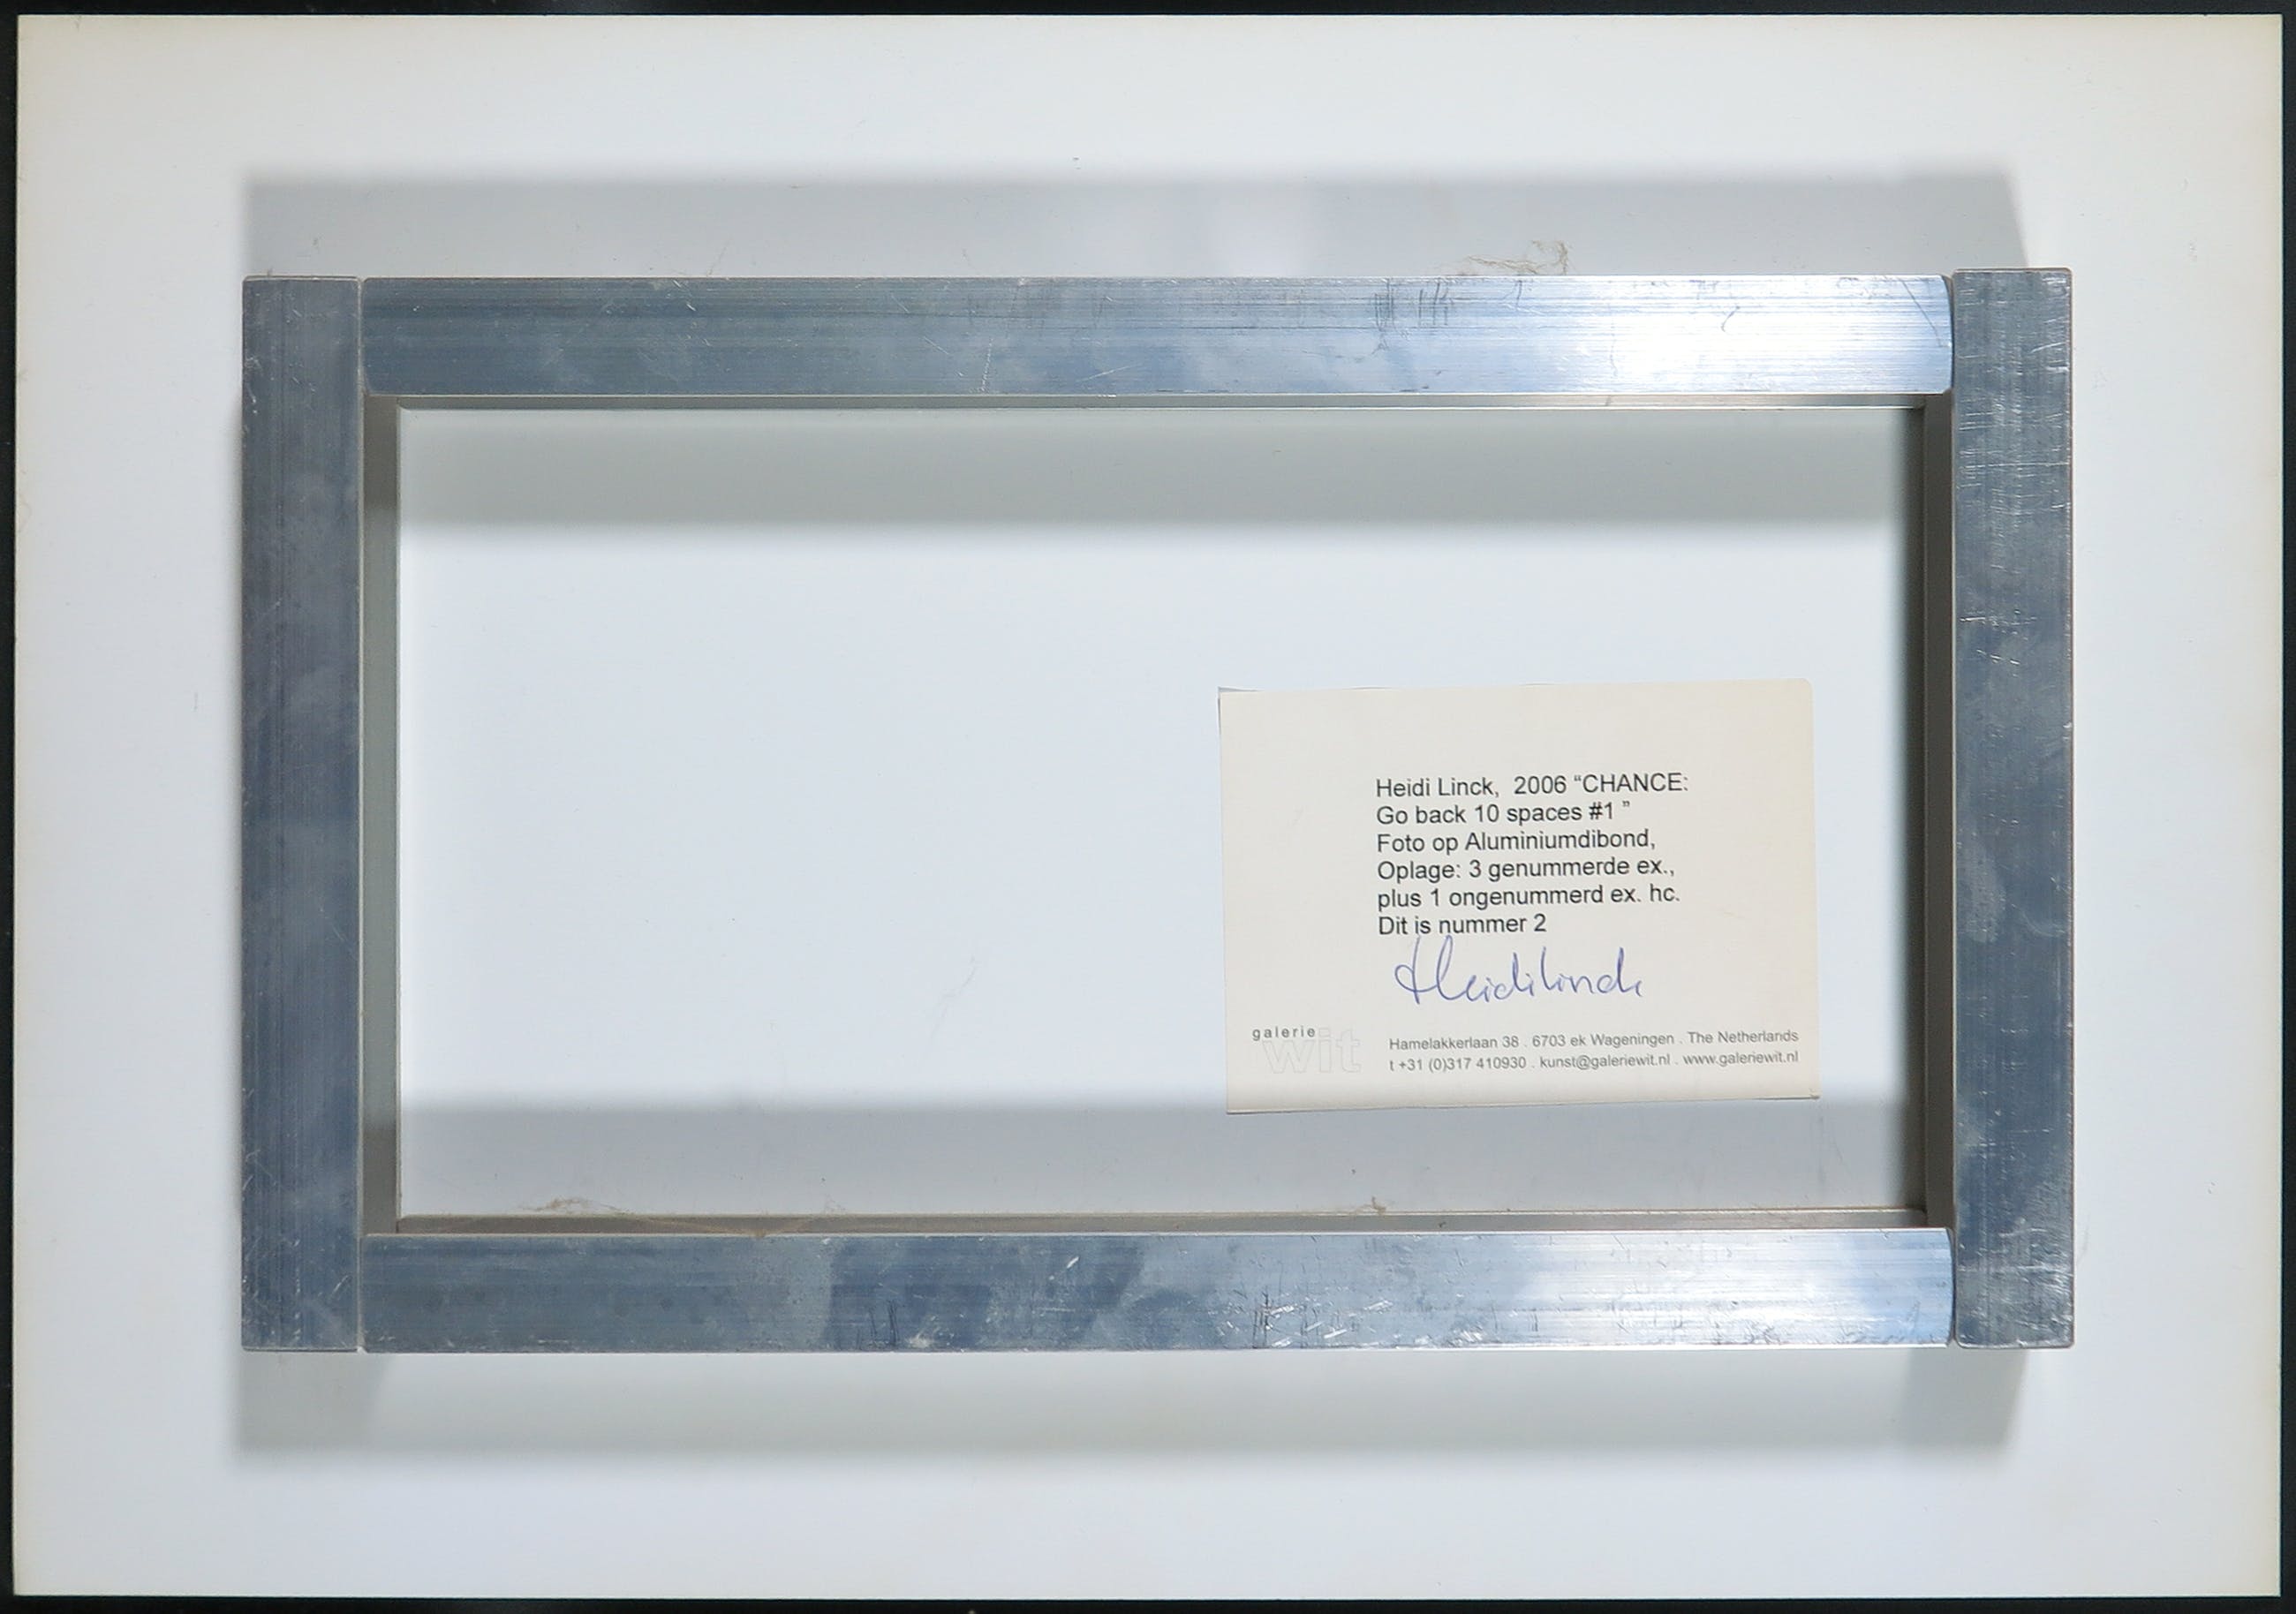 Heidi Linck, 2006 “CHANCE:
Go back 10 spaces #1 ”
Foto op Aluminiumdibond,
Oplage: 3 genummerde ex.,
plus 1 ongenummerd ex. hc.
Dit is nummer 2
Heidi Linck
galerie
wit
Hamelakkerlaan 38 . 6703 ek Wageningen . The Netherlands
t +31 (0)317 410930 . kunst@galeriewit.nl . www.galeriewit.nl